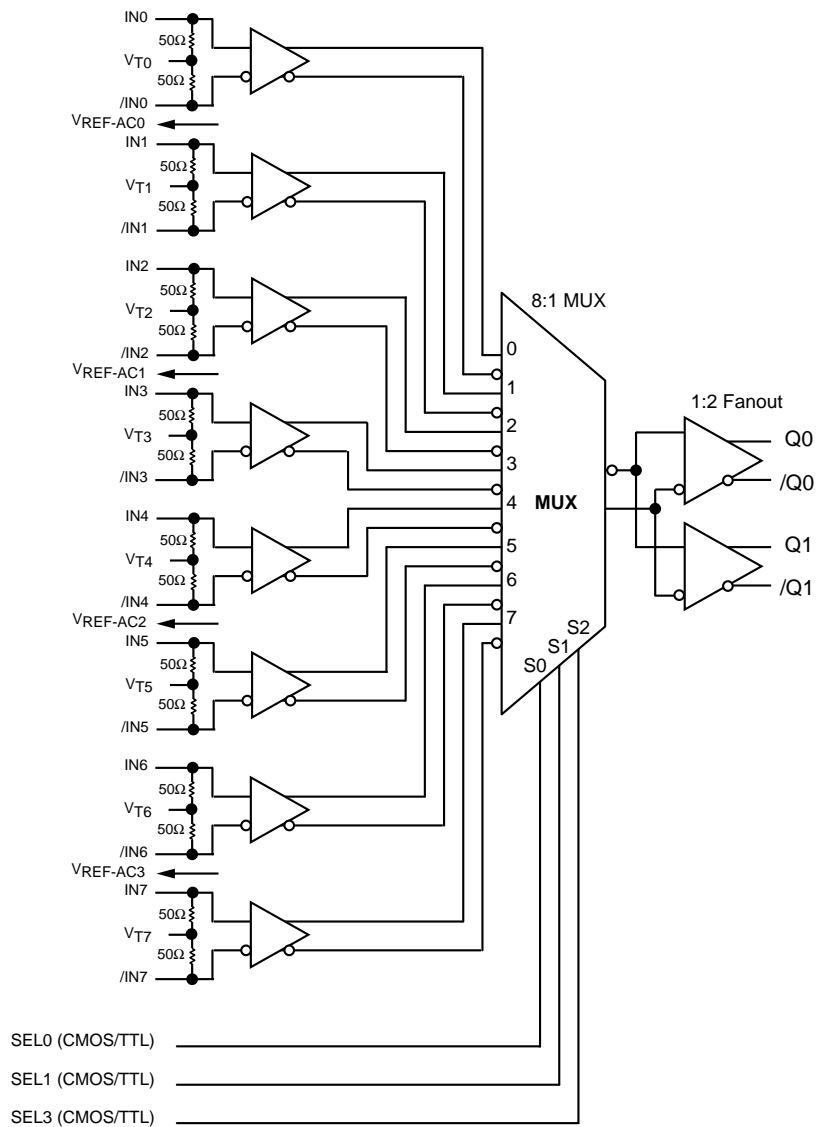 IN0
50Ω
VT0
50Ω
/IN0
VREF-AC0
IN1
50Ω
VT1
50Ω
/IN1
IN2
50Ω
VT2
50Ω
/IN2
VREF-AC1
IN3
50Ω
VT3
50Ω
/IN3
IN4
50Ω
VT4
50Ω
/IN4
VREF-AC2
IN5
50Ω
VT5
50Ω
/IN5
IN6
50Ω
VT6
50Ω
/IN6
VREF-AC3
IN7
50Ω
VT7
50Ω
/IN7
8:1 MUX
0
1
2
3
4
5
6
7
MUX
S0
S1
S2
1:2 Fanout
Q0
/Q0
Q1
/Q1
SEL0 (CMOS/TTL)
SEL1 (CMOS/TTL)
SEL3 (CMOS/TTL)